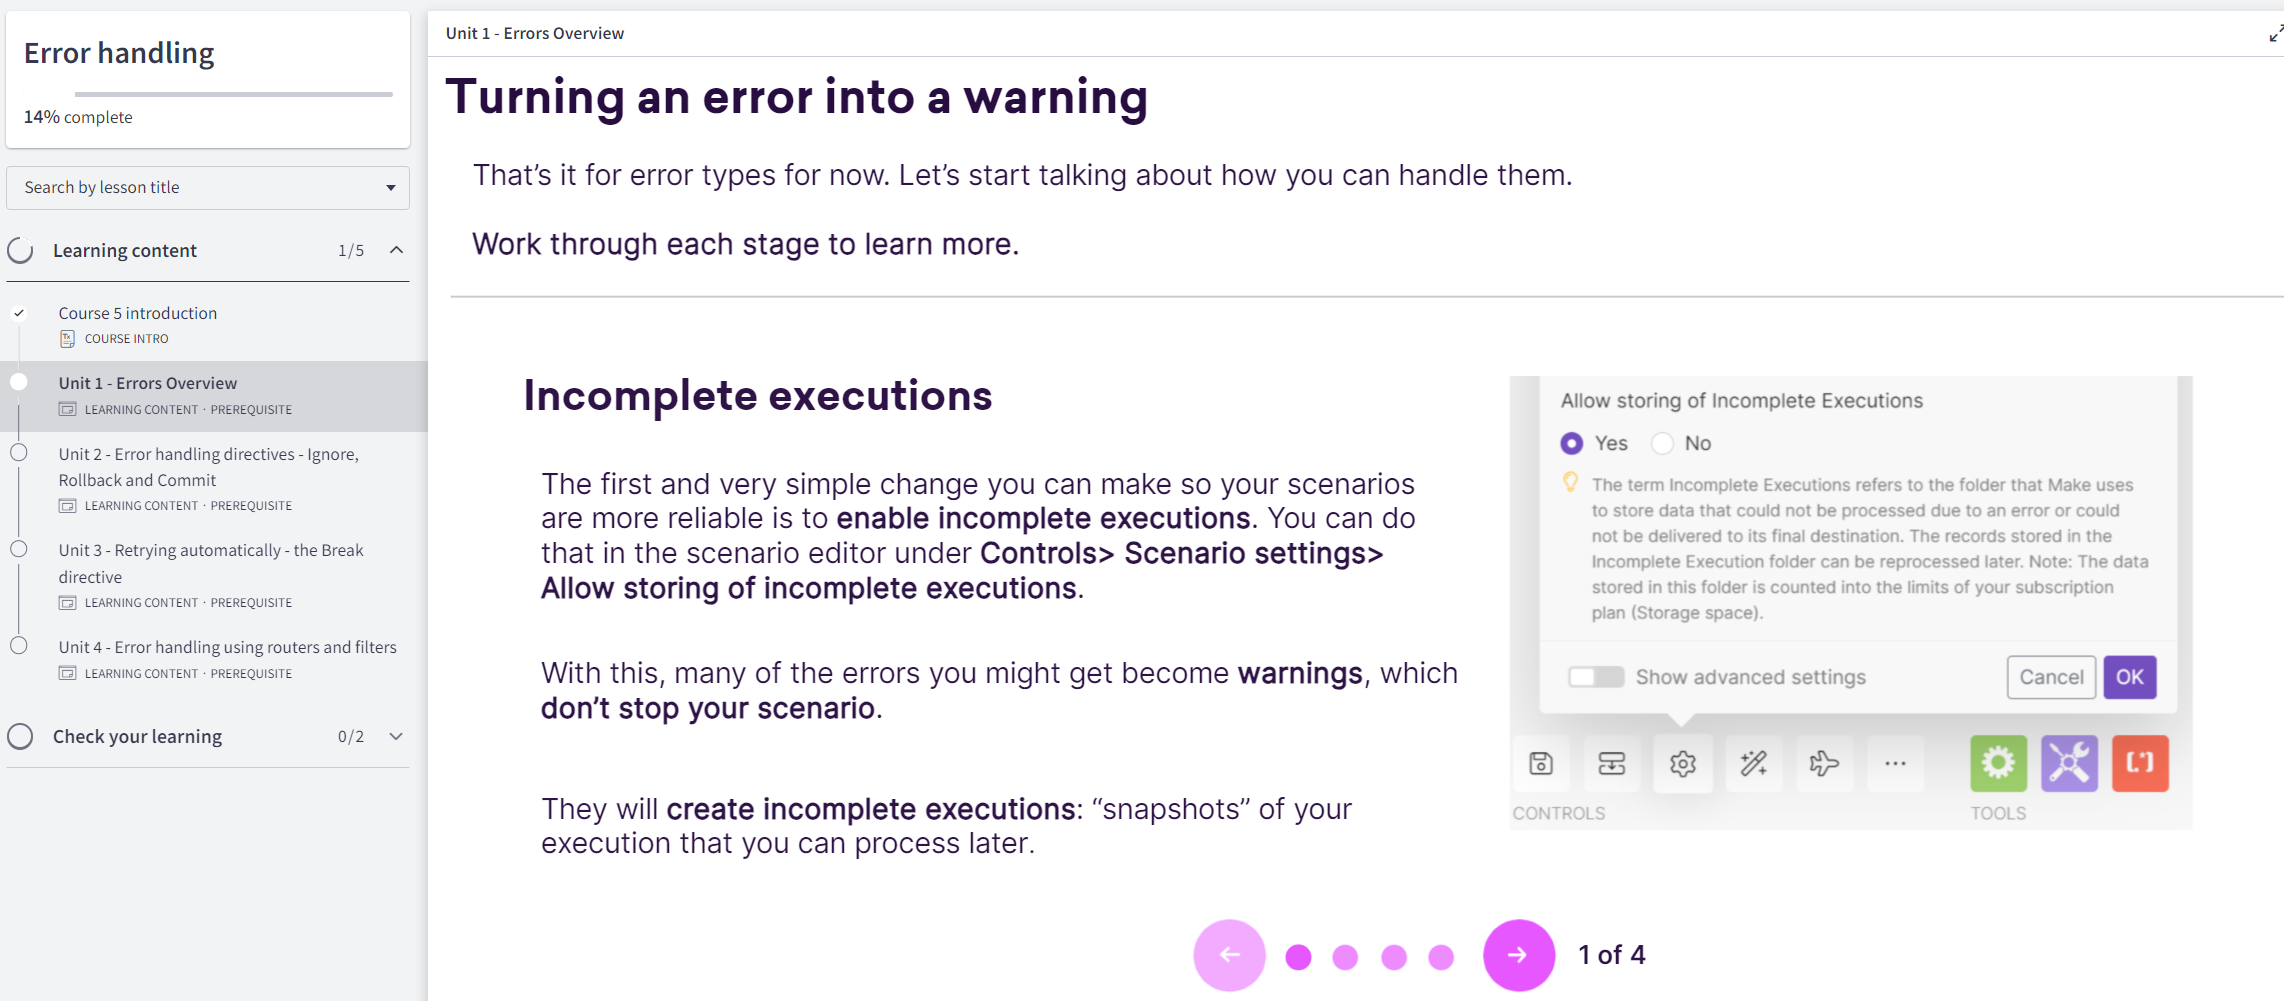 Error handling
14% complete
Search by lesson title
Learning content 1/5
Course 5 introduction
COURSE INTRO
Unit 1 - Errors Overview
LEARNING CONTENT · PREREQUISITE
Unit 2 - Error handling directives - Ignore,
Rollback and Commit
LEARNING CONTENT · PREREQUISITE
Unit 3 - Retrying automatically - the Break
directive
LEARNING CONTENT · PREREQUISITE
Unit 4 - Error handling using routers and filters
LEARNING CONTENT · PREREQUISITE
Check your learning 0/2
Unit 1 - Errors Overview
Turning an error into a warning
That’s it for error types for now. Let’s start talking about how you can handle them.
Work through each stage to learn more.
Incomplete executions
The first and very simple change you can make so your scenarios
are more reliable is to enable incomplete executions. You can do
that in the scenario editor under Controls> Scenario settings>
Allow storing of incomplete executions.
With this, many of the errors you might get become warnings, which
don’t stop your scenario.
They will create incomplete executions: “snapshots” of your
execution that you can process later.
Allow storing of Incomplete Executions
Yes No
The term Incomplete Executions refers to the folder that Make uses
to store data that could not be processed due to an error or could
not be delivered to its final destination. The records stored in the
Incomplete Execution folder can be reprocessed later. Note: The data
stored in this folder is counted into the limits of your subscription
plan (Storage space).
Show advanced settings Cancel OK
CONTROLS TOOLS
1 of 4